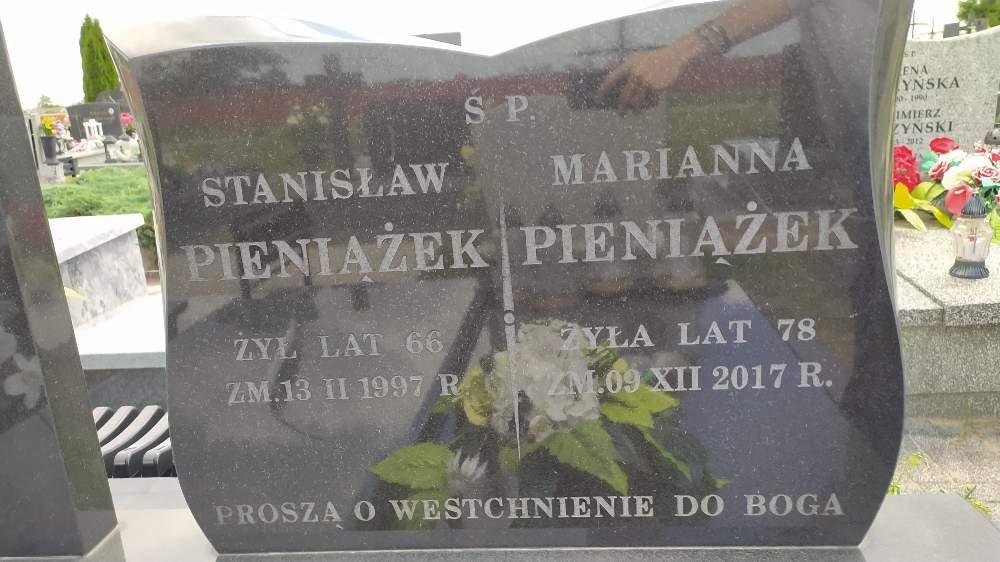 Ś P.
STANISŁAW
PIENIĄŻEK
ŻYŁ LAT 66
ZM.13 II 1997 R
MARIANNA
PIENIĄŻEK
ŻYŁA LAT 78
ZM.09 XII 2017 R.
PROSZĄ O WESTCHNIENIE DO BOGA